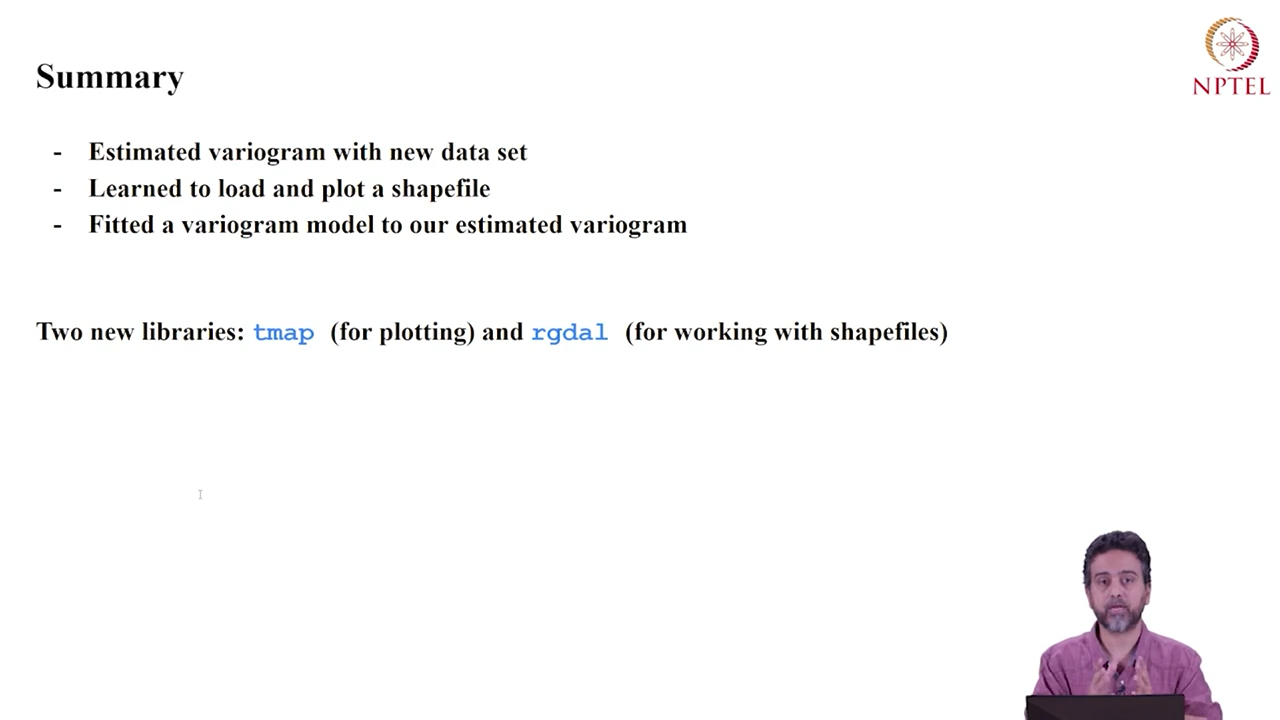 NPTEL
Summary
- Estimated variogram with new data set
- Learned to load and plot a shapefile
- Fitted a variogram model to our estimated variogram
Two new libraries: tmap (for plotting) and rgdal (for working with shapefiles)